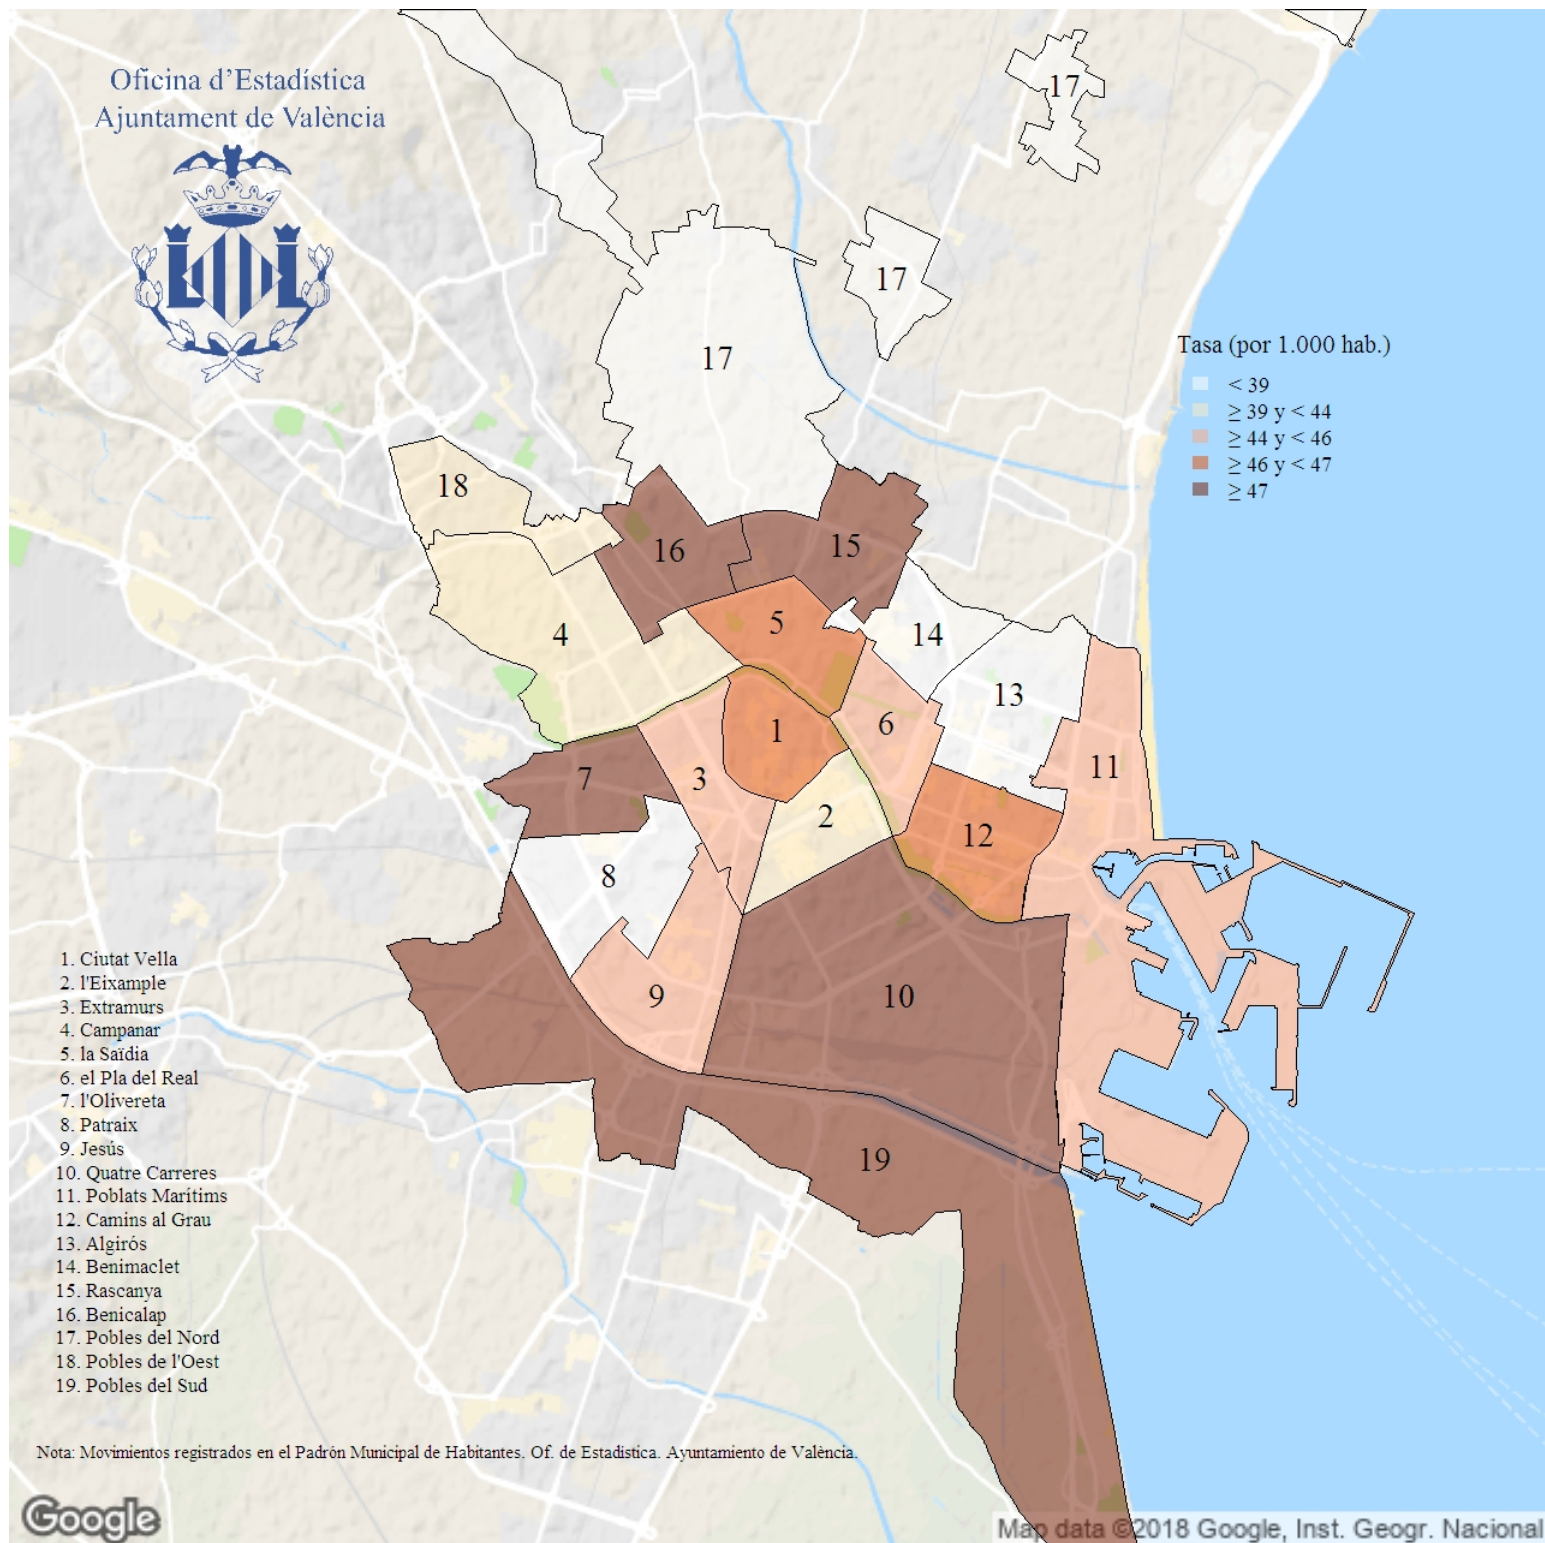 Oficina d'Estadística
Ajuntament de València
17
17
17
Tasa (por 1.000 hab.)
< 39
≥ 39 y < 44
≥ 44 y < 46
≥ 46 y < 47
≥ 47
18
16
15
5
4
14
13
6
1
11
7
3
2
12
8
9
10
19
1. Ciutat Vella
2. l'Eixample
3. Extramurs
4. Campanar
5. la Saïdia
6. el Pla del Real
7. l'Olivereta
8. Patraix
9. Jesús
10. Quatre Carreres
11. Poblats Marítims
12. Camins al Grau
13. Algirós
14. Benimaclet
15. Rascanya
16. Benicalap
17. Pobles del Nord
18. Pobles de l'Oest
19. Pobles del Sud
Nota: Movimientos registrados en el Padrón Municipal de Habitantes. Of. de Estadística. Ayuntamiento de València.
Google
Map data ©2018 Google, Inst. Geogr. Nacional